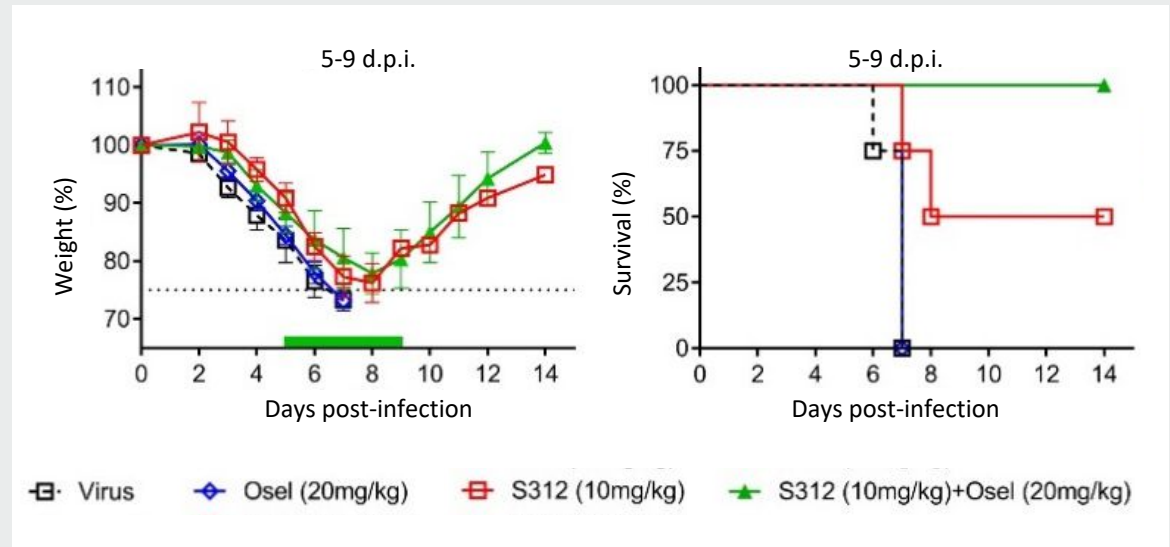 5-9 d.p.i.
110
100
90
80
70
Weight (%)
0 2 4 6 8 10 12 14
Days post-infection
5-9 d.p.i.
100
75
50
25
0
Survival (%)
0 2 4 6 8 10 12 14
Days post-infection
Virus
Osel (20mg/kg)
S312 (10mg/kg)
S312 (10mg/kg)+Osel (20mg/kg)